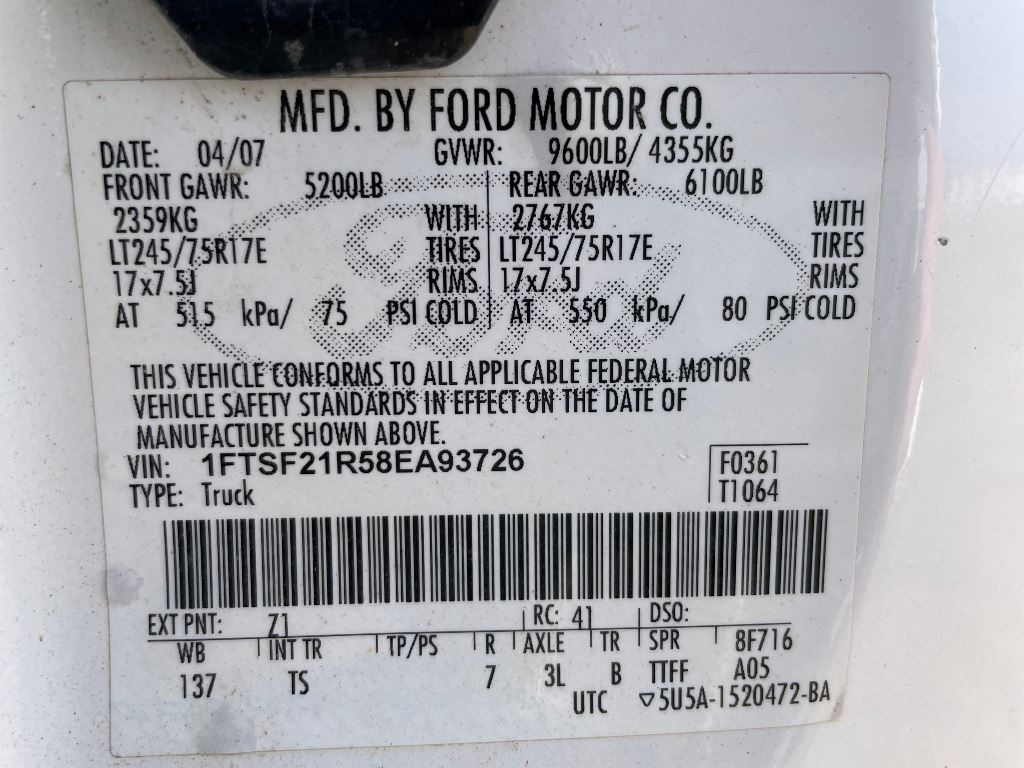 MFD. BY FORD MOTOR CO.
DATE: 04/07 GVWR: 9600LB/ 4355KG
FRONT GAWR: 5200LB REAR GAWR: 6100LB
2359KG WITH 2767KG WITH
LT245/75R17E TIRES LT245/75R17E TIRES
17x7.5J RIMS 17x7.5J RIMS
AT 515 kPa/ 75 PSI COLD AT 550 kPa/ 80 PSI COLD
Ford
THIS VEHICLE CONFORMS TO ALL APPLICABLE FEDERAL MOTOR
VEHICLE SAFETY STANDARDS IN EFFECT ON THE DATE OF
MANUFACTURE SHOWN ABOVE.
VIN: 1FTSF21R58EA93726 F0361
TYPE: Truck T1064
EXT PNT: Z1 RC: 41 DSO:
WB INT TR TP/PS R AXLE TR SPR 8F716
137 TS 7 3L B TTFF A05
UTC ▽5U5A-1520472-BA